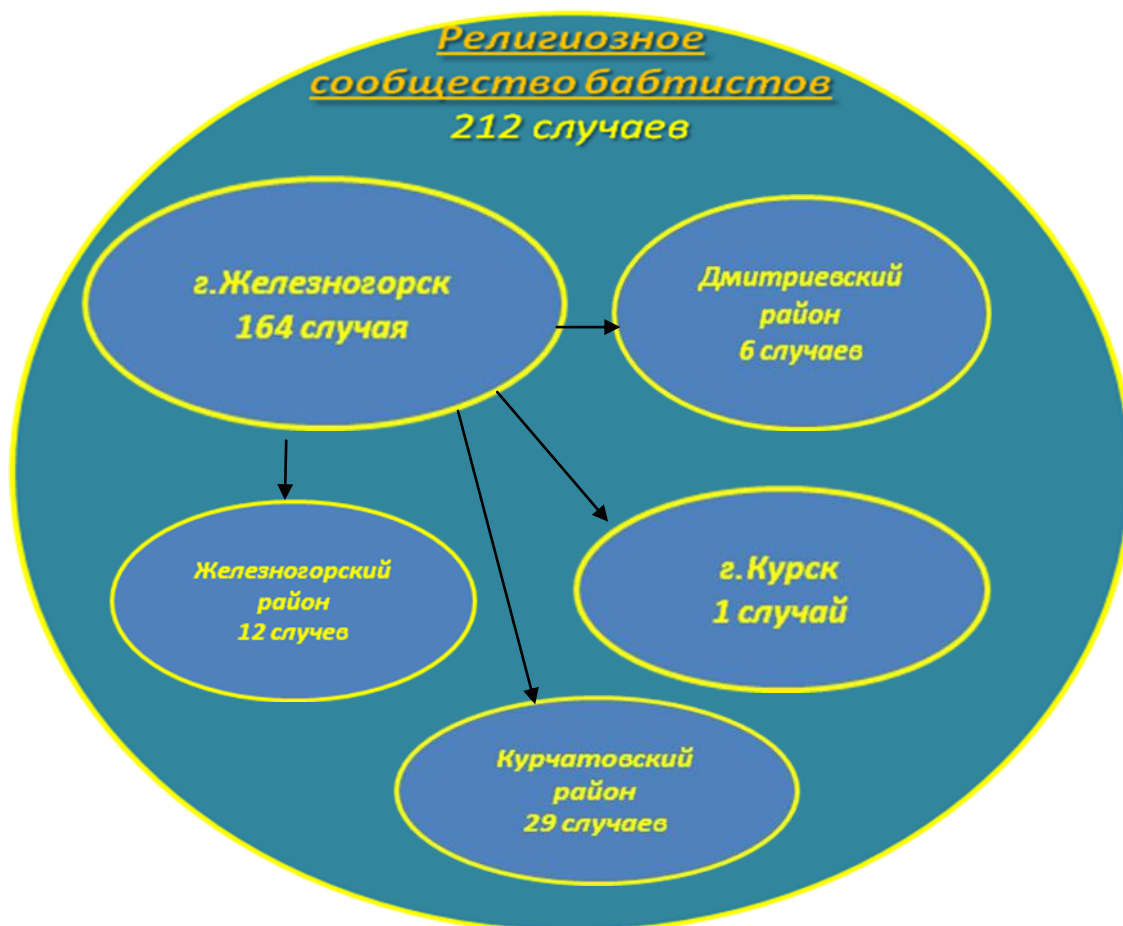 Религиозное
сообщество бабтистов
212 случаев
г.Железногорск
164 случая
Дмитриевский
район
6 случаев
Железногорский
район
12 случев
г.Курск
1 случай
Курчатовский
район
29 случаев